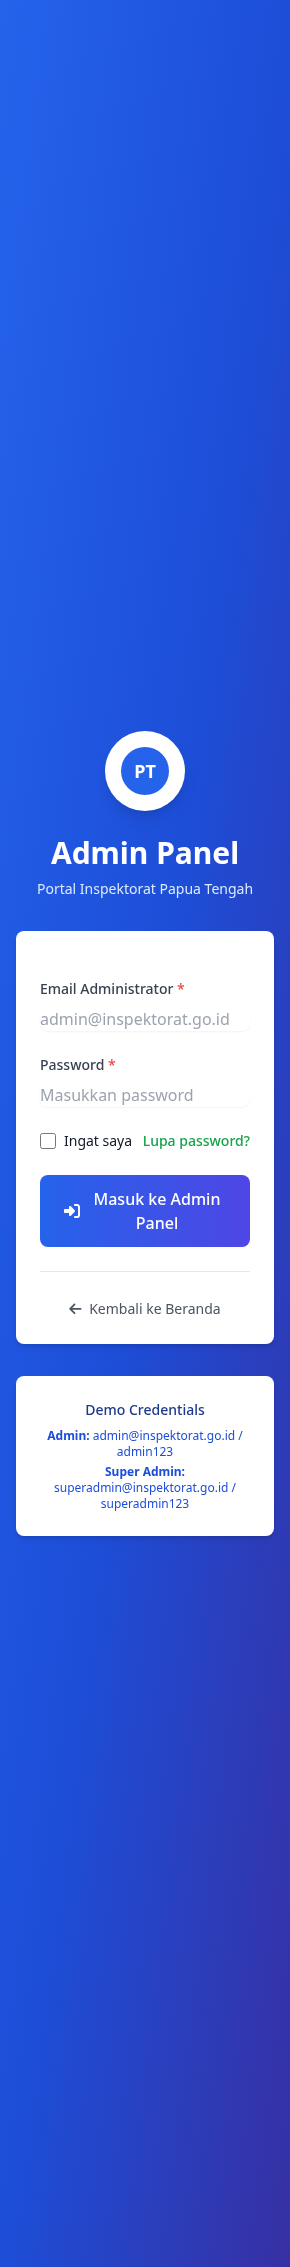 PT
Admin Panel
Portal Inspektorat Papua Tengah
Email Administrator *
admin@inspektorat.go.id
Password *
Masukkan password
Ingat saya Lupa password?
Masuk ke Admin
Panel
Kembali ke Beranda
Demo Credentials
Admin: admin@inspektorat.go.id /
admin123
Super Admin:
superadmin@inspektorat.go.id /
superadmin123